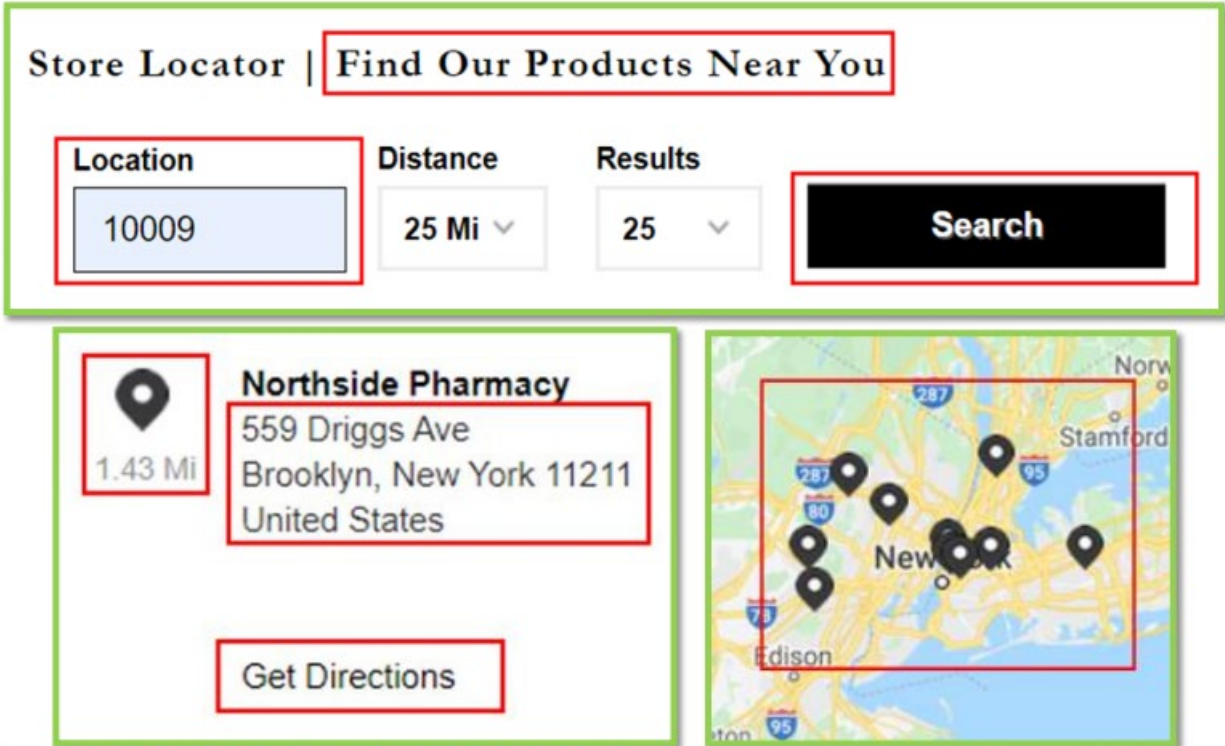 Store Locator | Find Our Products Near You
Location Distance Results
10009 25 Mi 25 Search
Northside Pharmacy
1.43 Mi
559 Driggs Ave
Brooklyn, New York 11211
United States
Get Directions
Norw
287
Stamford
287
95
80
New
78
Edison
95